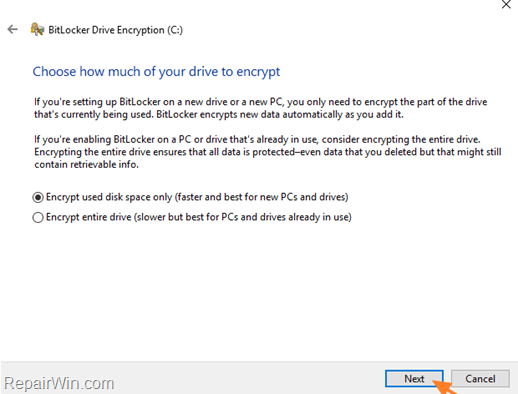 BitLocker Drive Encryption (C:)
Choose how much of your drive to encrypt
If you're setting up BitLocker on a new drive or a new PC, you only need to encrypt the part of the drive
that's currently being used. BitLocker encrypts new data automatically as you add it.
If you're enabling BitLocker on a PC or drive that's already in use, consider encrypting the entire drive.
Encrypting the entire drive ensures that all data is protected–even data that you deleted but that might still
contain retrievable info.
Encrypt used disk space only (faster and best for new PCs and drives)
Encrypt entire drive (slower but best for PCs and drives already in use)
Next Cancel
RepairWin.com